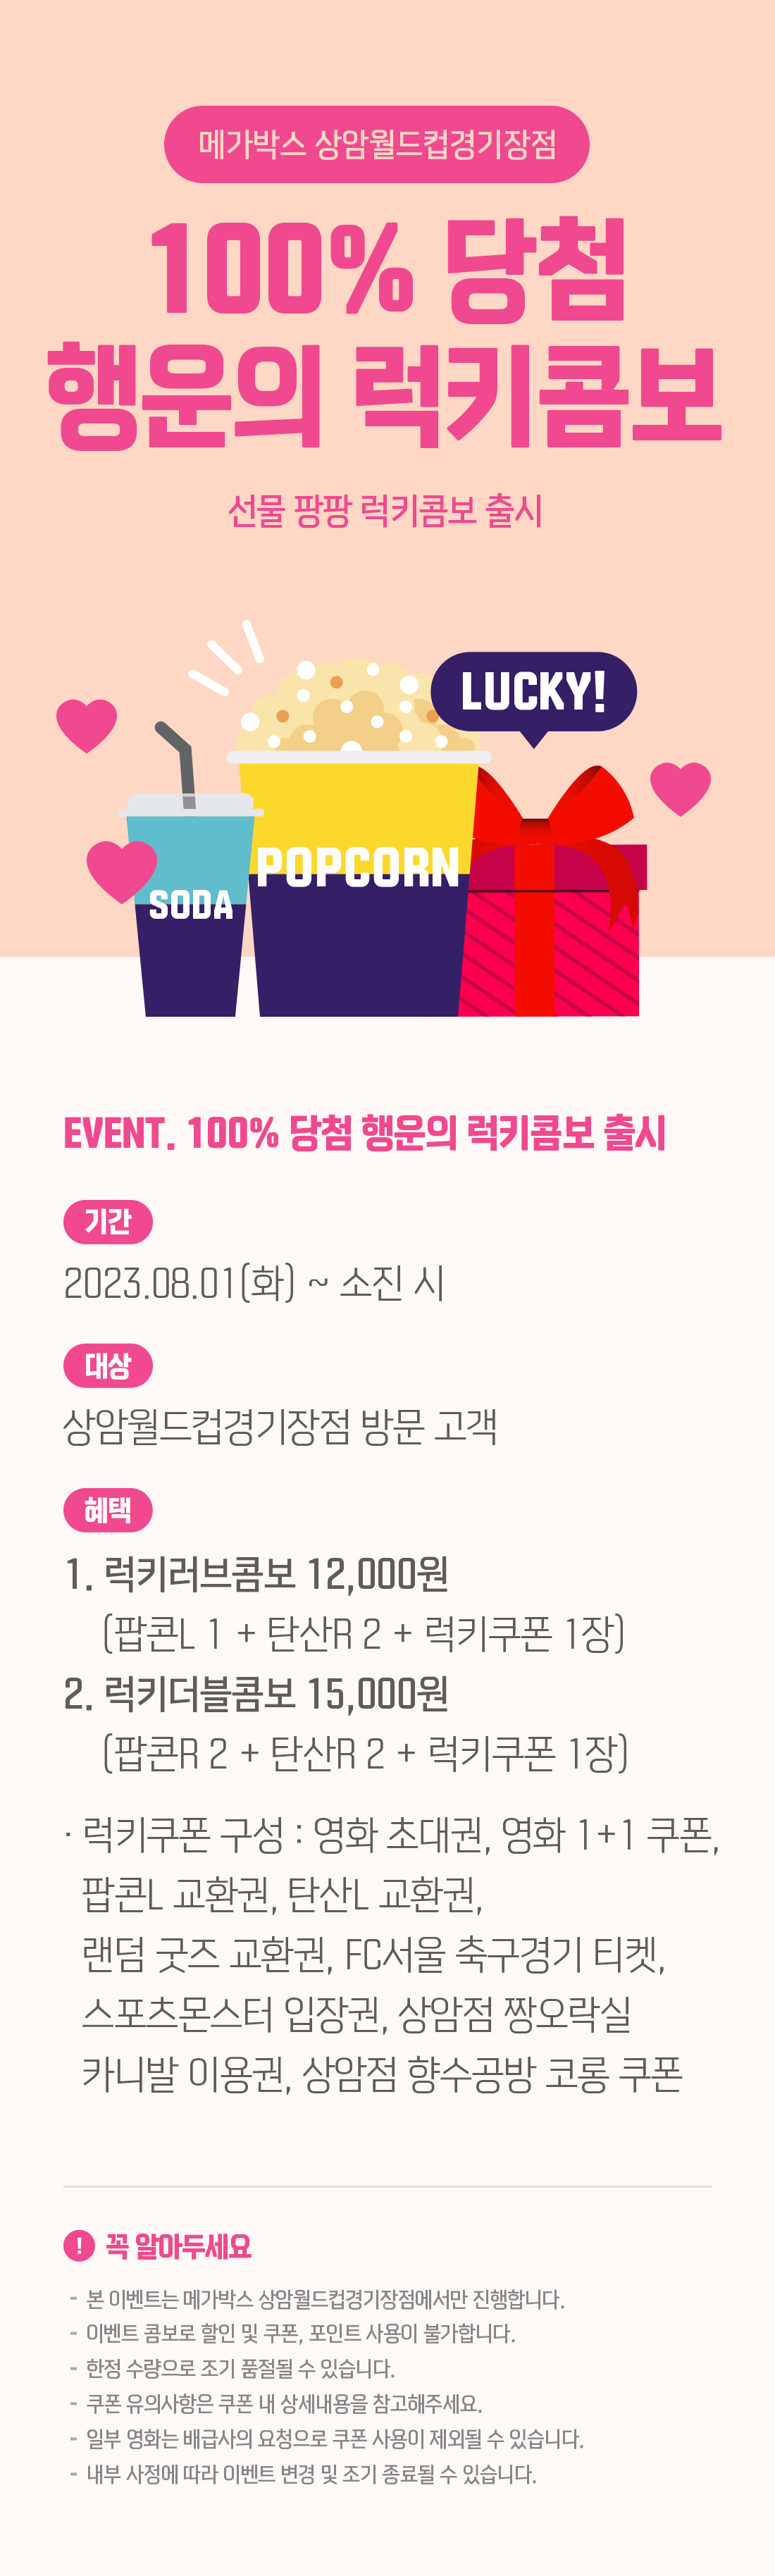 메가박스 상암월드컵경기장점
100% 당첨
행운의 럭키콤보
선물 팡팡 럭키콤보 출시
LUCKY!
POPCORN
SODA
EVENT. 100% 당첨 행운의 럭키콤보 출시
기간
2023.08.01(화) ~ 소진 시
대상
상암월드컵경기장점 방문 고객
혜택
1. 럭키러브콤보 12,000원
(팝콘L 1 + 탄산R 2 + 럭키쿠폰 1장)
2. 럭키더블콤보 15,000원
(팝콘R 2 + 탄산R 2 + 럭키쿠폰 1장)
· 럭키쿠폰 구성 : 영화 초대권, 영화 1+1 쿠폰,
팝콘L 교환권, 탄산L 교환권,
랜덤 굿즈 교환권, FC서울 축구경기 티켓,
스포츠몬스터 입장권, 상암점 짱오락실
카니발 이용권, 상암점 향수공방 코롱 쿠폰
! 꼭 알아두세요
- 본 이벤트는 메가박스 상암월드컵경기장점에서만 진행합니다.
- 이벤트 콤보로 할인 및 쿠폰, 포인트 사용이 불가합니다.
- 한정 수량으로 조기 품절될 수 있습니다.
- 쿠폰 유의사항은 쿠폰 내 상세내용을 참고해주세요.
- 일부 영화는 배급사의 요청으로 쿠폰 사용이 제외될 수 있습니다.
- 내부 사정에 따라 이벤트 변경 및 조기 종료될 수 있습니다.